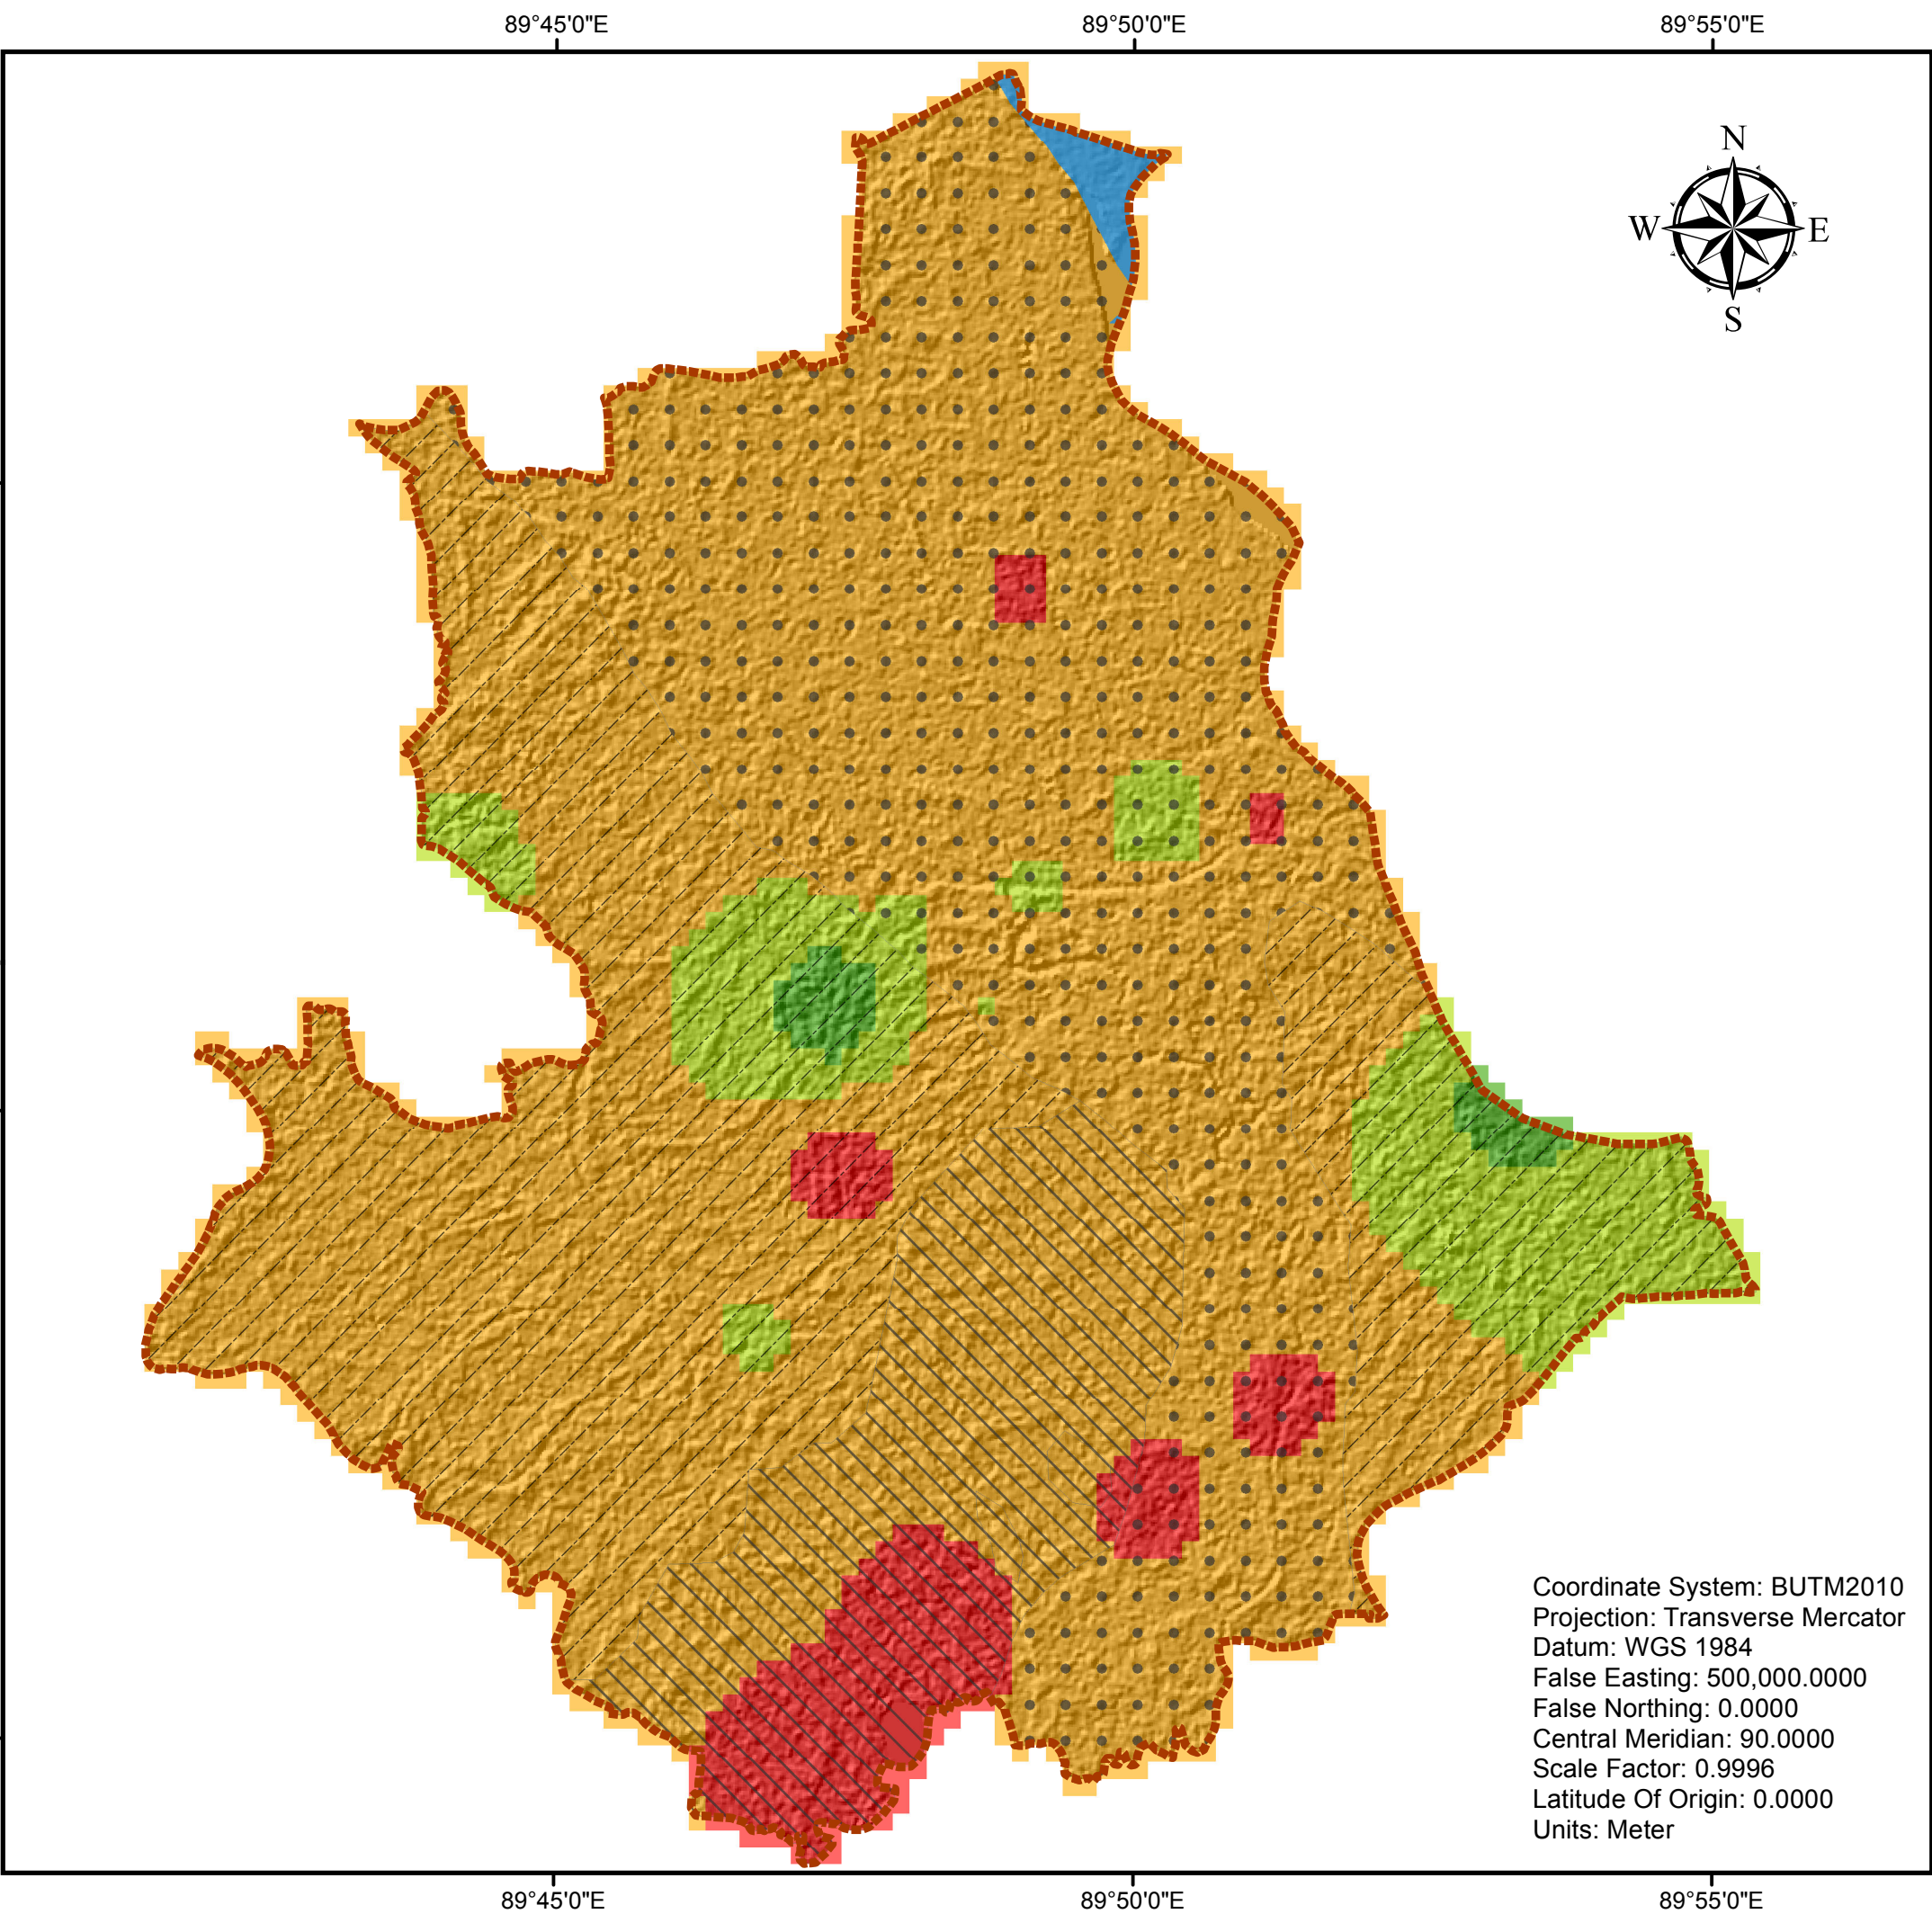 89°45'0"E 89°50'0"E 89°55'0"E
N
W E
S
Coordinate System: BUTM2010
Projection: Transverse Mercator
Datum: WGS 1984
False Easting: 500,000.0000
False Northing: 0.0000
Central Meridian: 90.0000
Scale Factor: 0.9996
Latitude Of Origin: 0.0000
Units: Meter
89°45'0"E 89°50'0"E 89°55'0"E